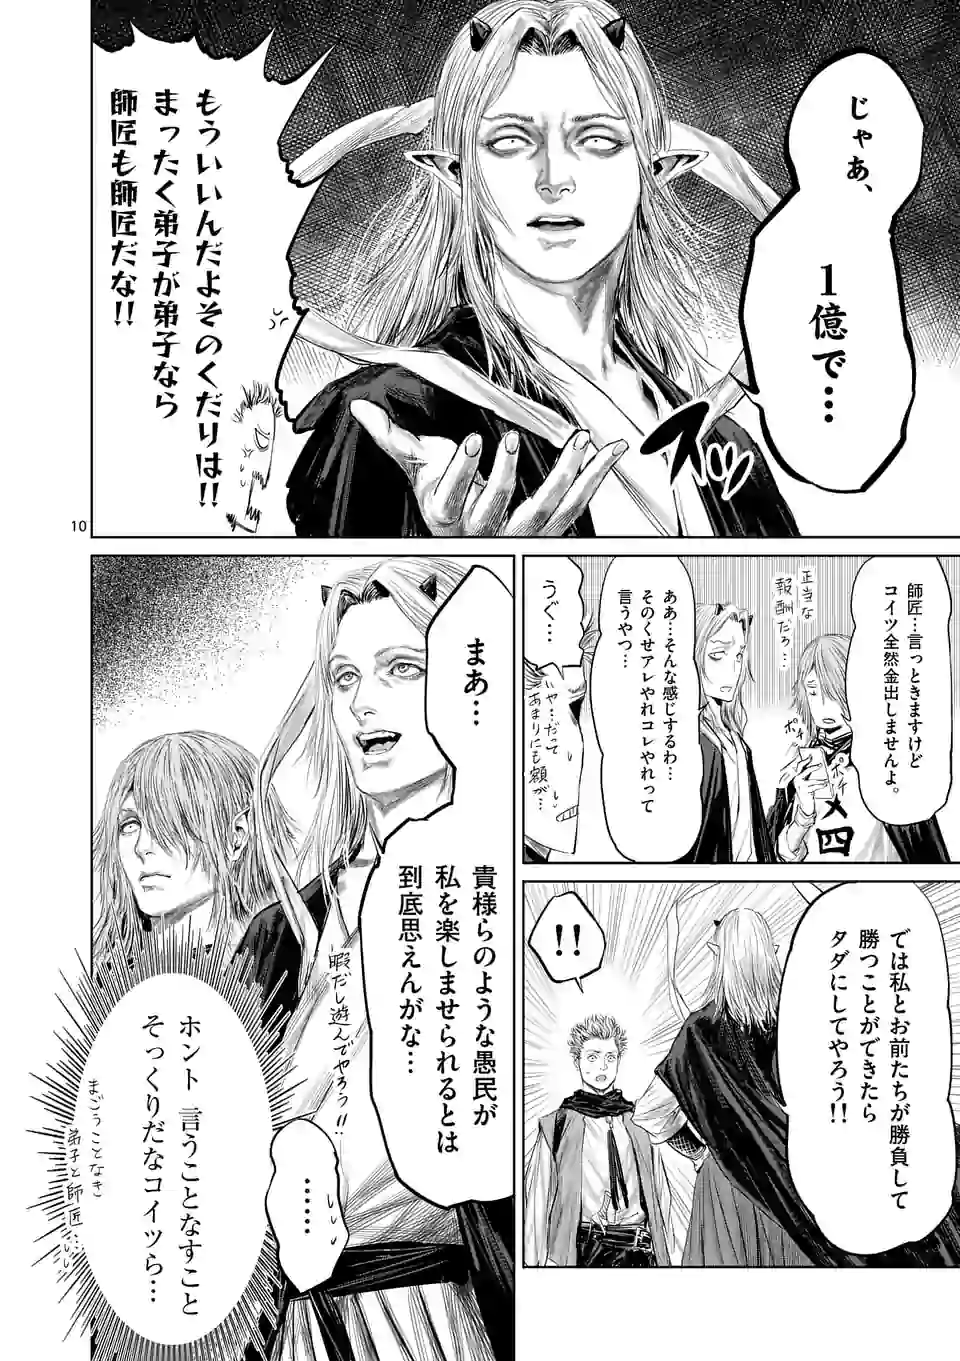 じゃあ、
1億で…
スッ
もういいんだよそのくだりは!!
まったく弟子が弟子なら
師匠も師匠だな!!
10
師匠…言っときますけど
コイツ全然金出しませんよ。
正当な
報酬だろ…
ポチ
ポチ
×四
ああ…そんな感じするわ…
そのくせアレやれコレやれって
言うやつ…
うぐ…
いや…だって
あまりにも額が…
では私とお前たちが勝負して
勝つことができたら
タダにしてやろう!!
!!
まあ…
貴様らのような愚民が
私を楽しませられるとは
到底思えんがな…
暇だし遊んでやろう!!
……
ホント 言うことなすこと
そっくりだなコイツら…
まごうことなき
弟子と師匠…